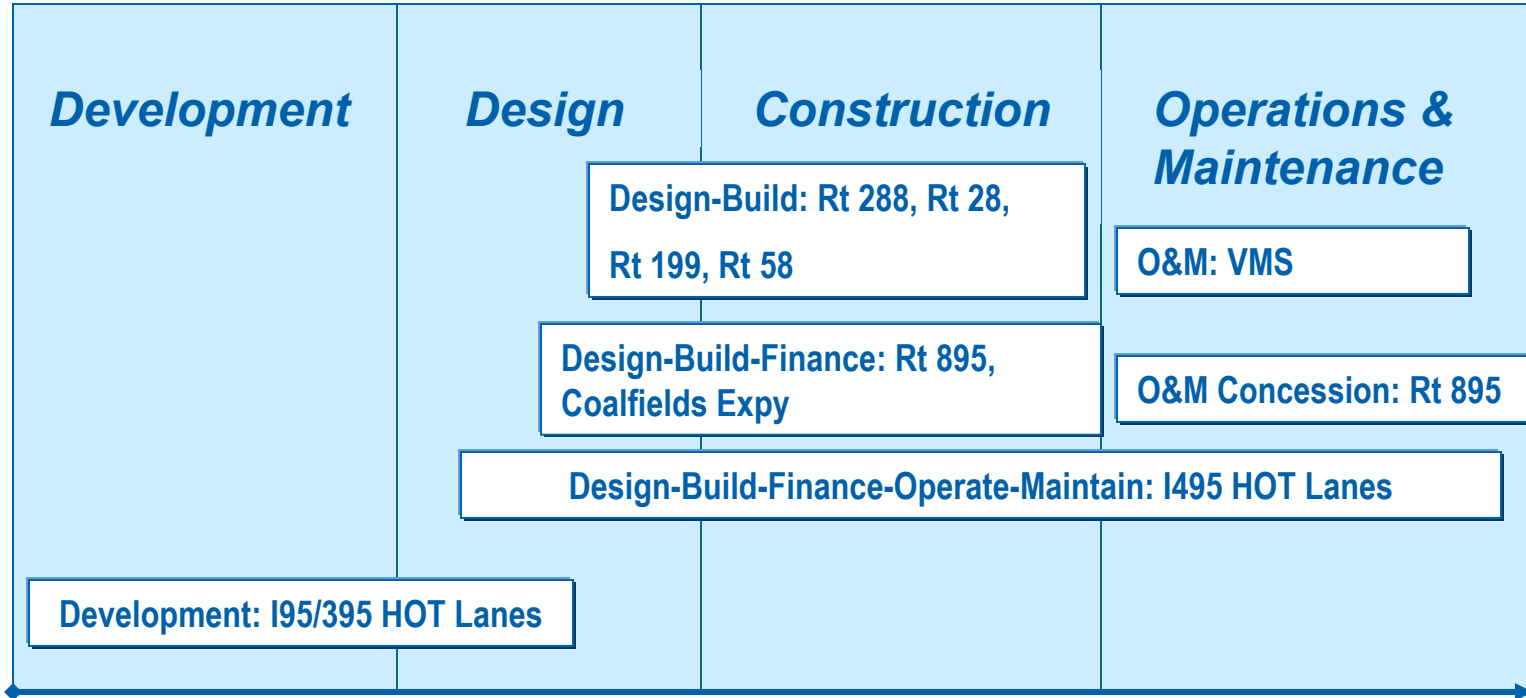 Development
Design
Construction
Operations &
Maintenance
Design-Build: Rt 288, Rt 28,
Rt 199, Rt 58
O&M: VMS
Design-Build-Finance: Rt 895,
Coalfields Expy
O&M Concession: Rt 895
Design-Build-Finance-Operate-Maintain: I495 HOT Lanes
Development: I95/395 HOT Lanes